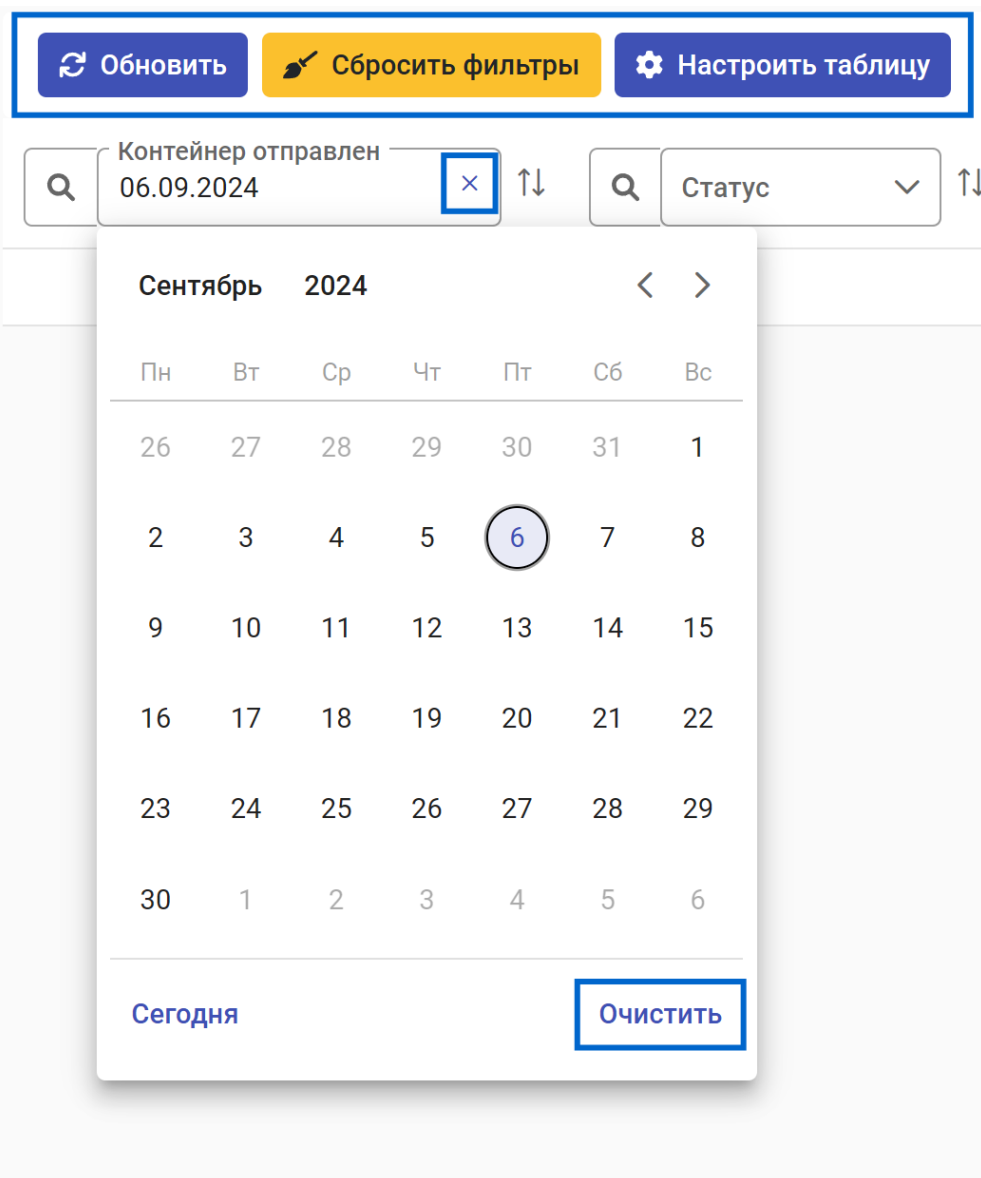 Обновить Сбросить фильтры Настроить таблицу
Контейнер отправлен
06.09.2024 Статус
Сентябрь 2024
Пн Вт Ср Чт Пт Сб Вс
26 27 28 29 30 31 1
2 3 4 5 6 7 8
9 10 11 12 13 14 15
16 17 18 19 20 21 22
23 24 25 26 27 28 29
30 1 2 3 4 5 6
Сегодня Очистить